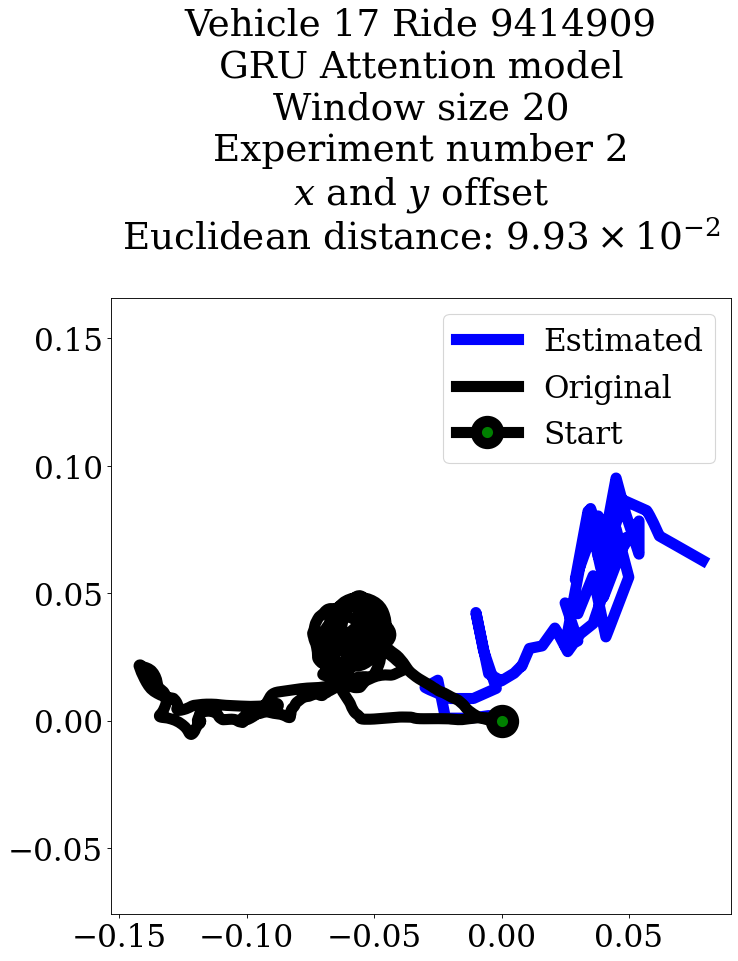 Vehicle 17 Ride 9414909
GRU Attention model
Window size 20
Experiment number 2
x and y offset
Euclidean distance: 9.93 × 10⁻²
0.15
0.10
0.05
0.00
−0.05
−0.15
−0.10
−0.05
0.00
0.05
Estimated
Original
Start